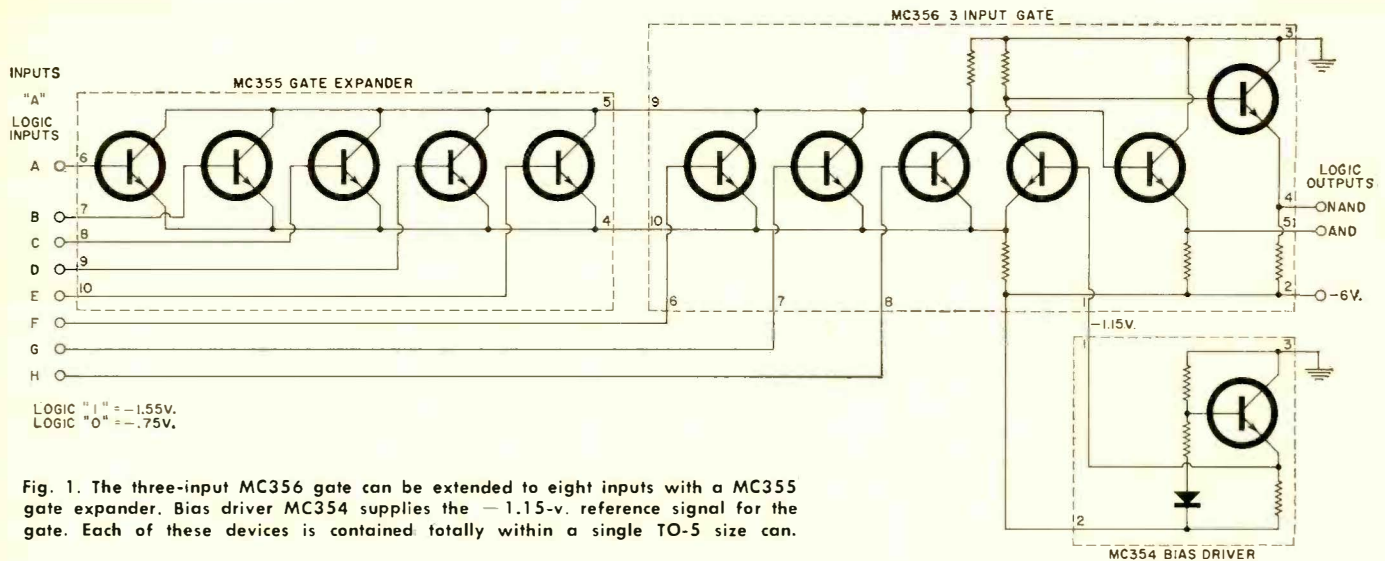 MC356 3 INPUT GATE
3
INPUTS
"A"
LOGIC
INPUTS
MC355 GATE EXPANDER
5
9
A
6
B
7
C
8
D
9
E
10
F
G
H
4
10
6
7
8
LOGIC
OUTPUTS
4
NAND
5
AND
2
-6V.
1
-1.15V.
1
3
2
MC354 BIAS DRIVER
LOGIC "1" = -1.55V.
LOGIC "0" = -.75V.
Fig. 1. The three-input MC356 gate can be extended to eight inputs with a MC355
gate expander. Bias driver MC354 supplies the -1.15-v. reference signal for the
gate. Each of these devices is contained totally within a single TO-5 size can.